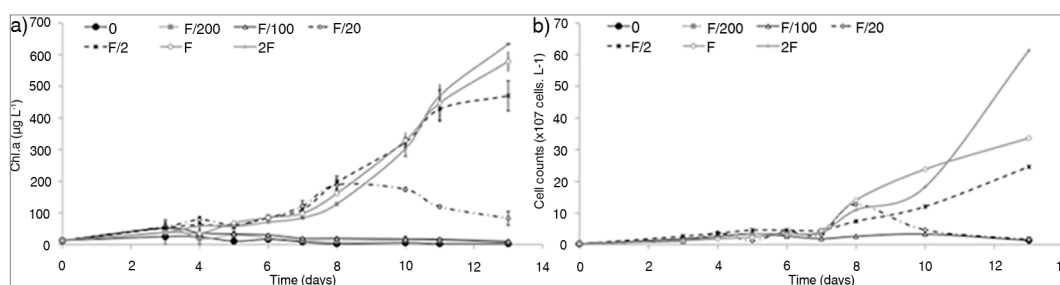 a)
700
600
500
400
300
200
100
0
Chl.a (µg L-1)
0 F/200 F/100 F/20
F/2 F 2F
0 2 4 6 8 10 12 14
Time (days)
b)
70
60
50
40
30
20
10
0
Cell counts (x107 cells. L-1)
0 F/200 F/100 F/20
F/2 F 2F
0 2 4 6 8 10 12
Time (days)